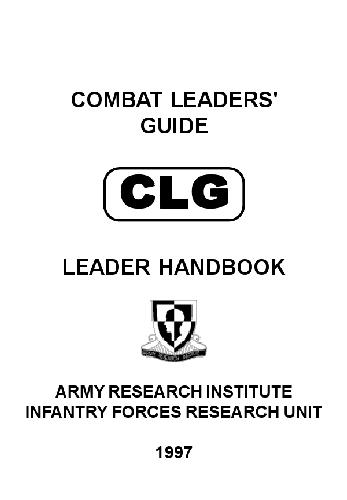 COMBAT LEADERS'
GUIDE
CLG
LEADER HANDBOOK
ARMY RESEARCH INSTITUTE
INFANTRY FORCES RESEARCH UNIT
1997